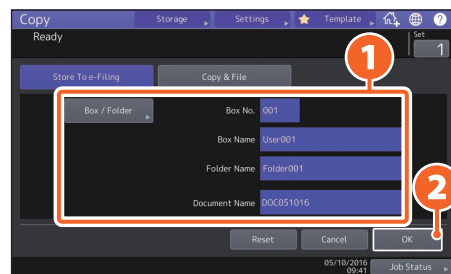 Copy Storage Settings Template ?
Ready Set
1
1
Store To e-Filing Copy & File
Box / Folder Box No. 001
Box Name User001
Folder Name Folder001
2
Document Name DOC051016
Reset Cancel OK
05/10/2016
09:41 Job Status